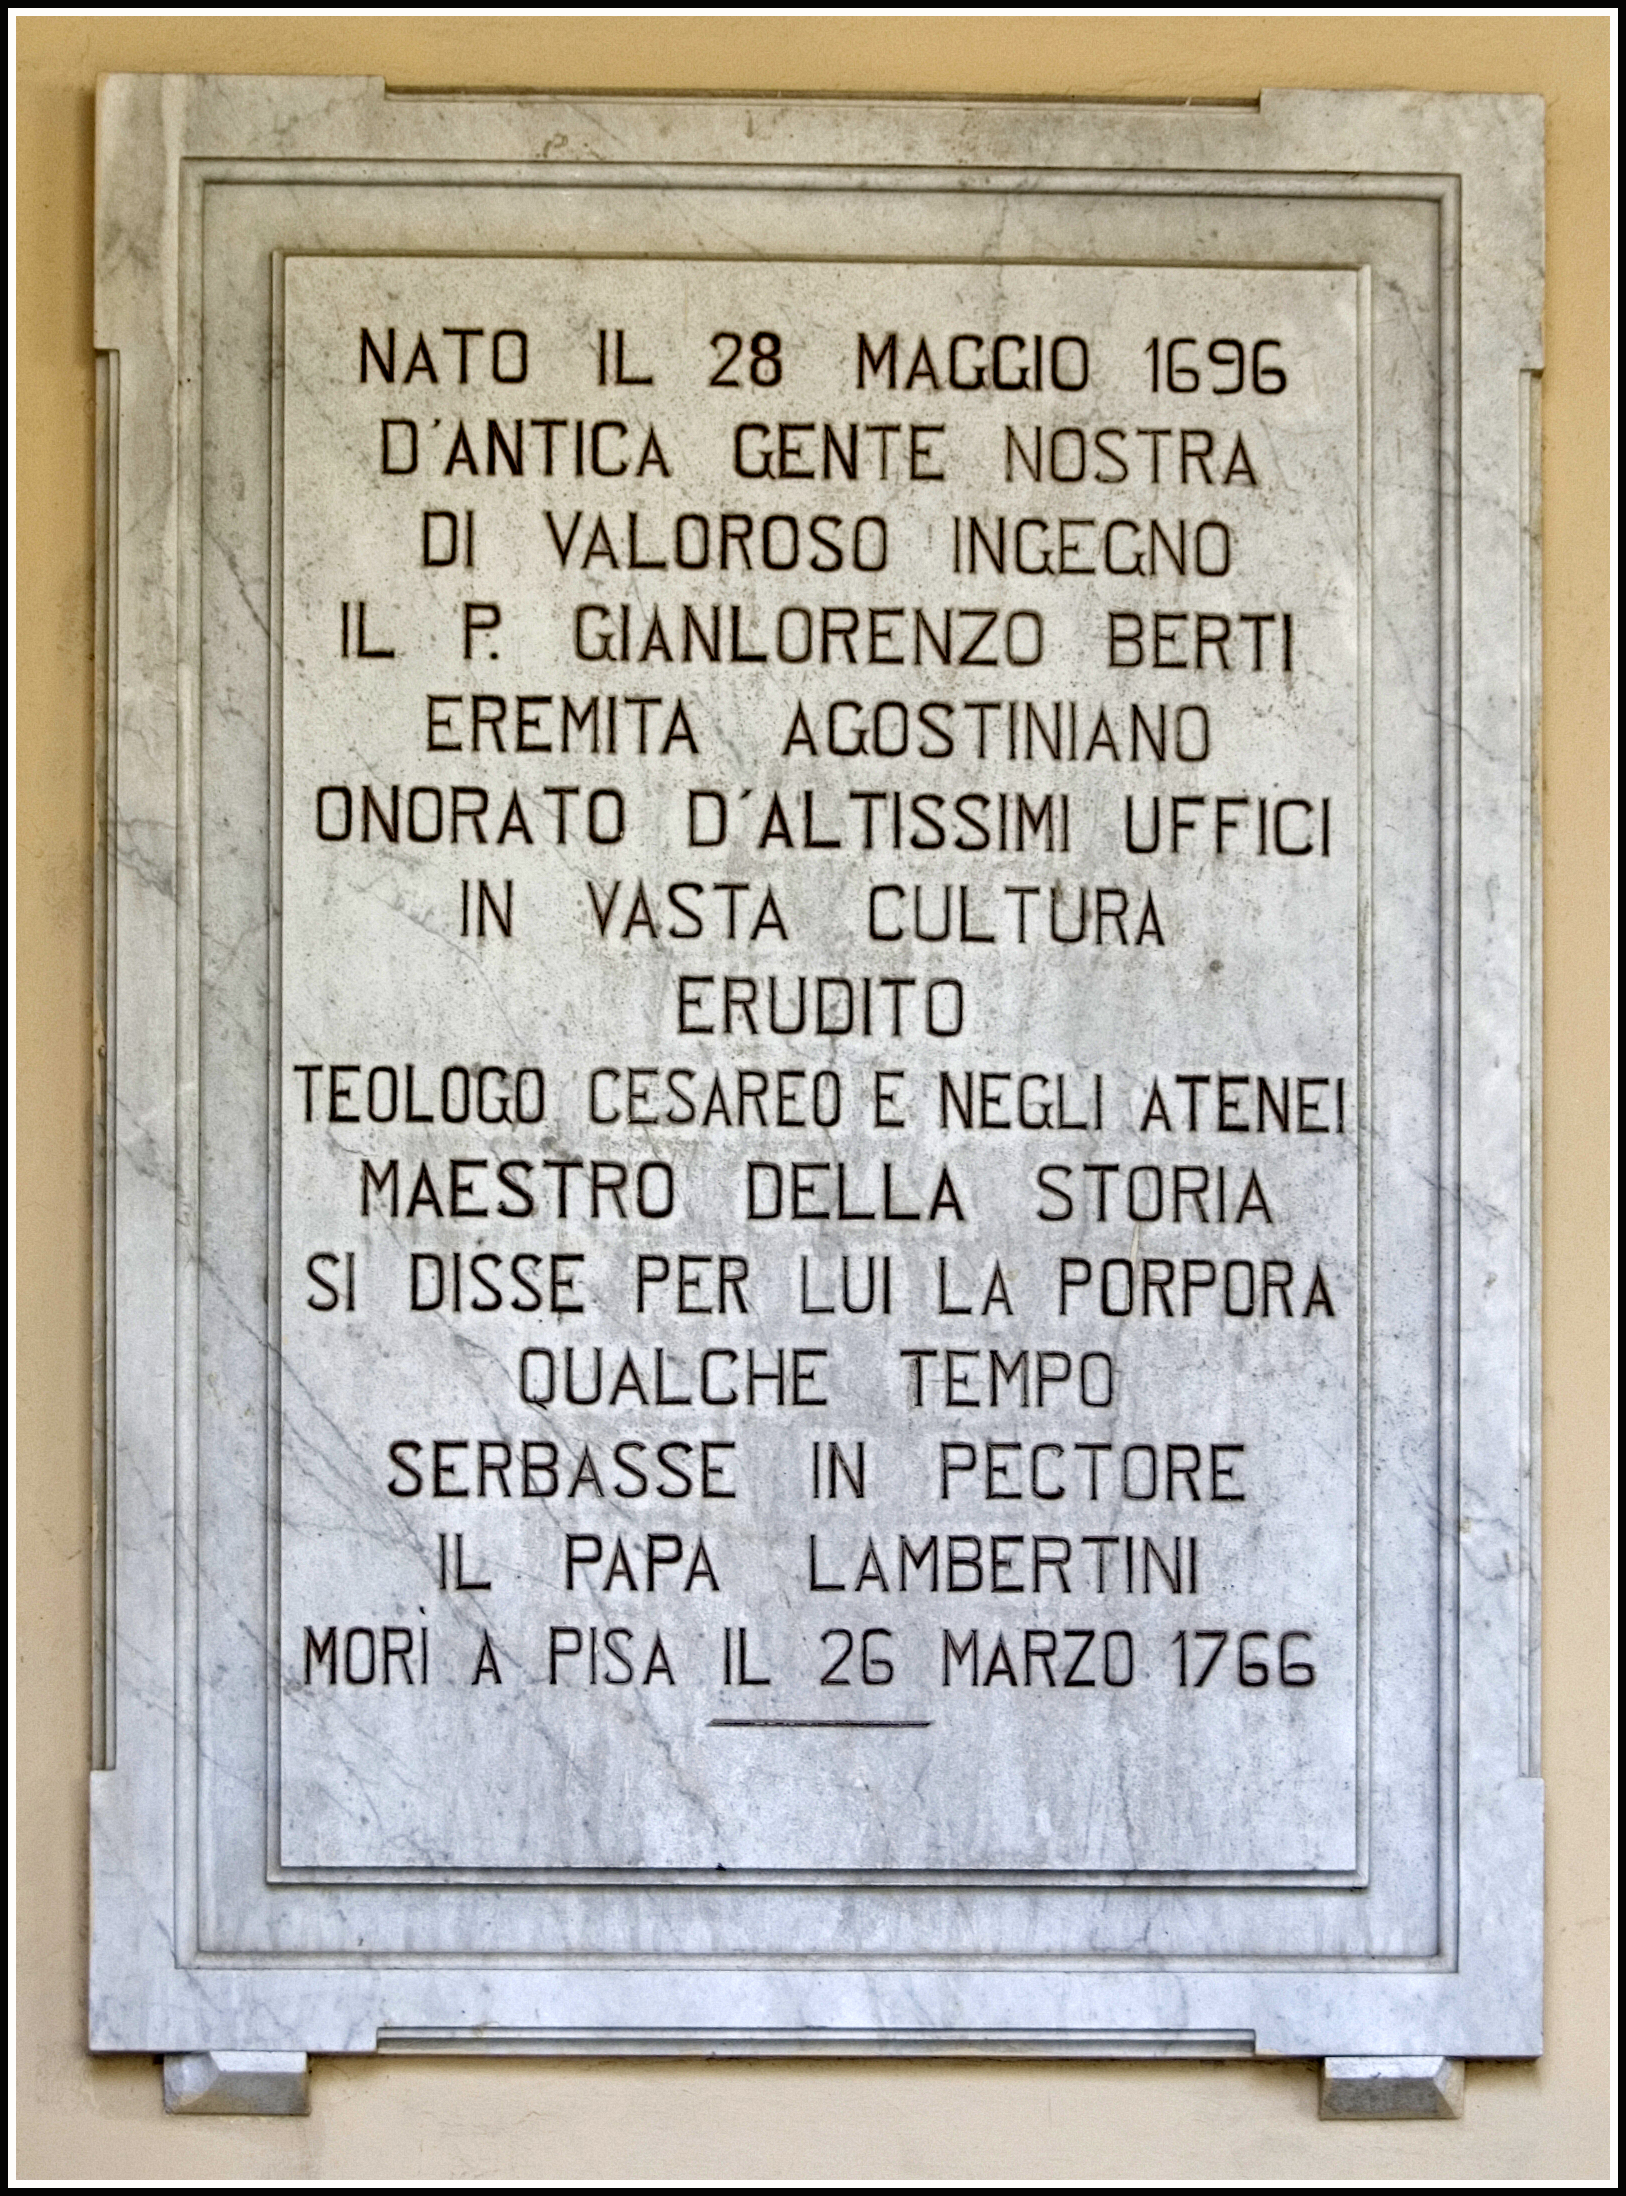 NATO IL 28 MAGGIO 1696
D'ANTICA GENTE NOSTRA
DI VALOROSO INGEGNO
IL P. GIANLORENZO BERTI
EREMITA AGOSTINIANO
ONORATO D'ALTISSIMI UFFICI
IN VASTA CULTURA
ERUDITO
TEOLOGO CESAREO E NEGLI ATENEI
MAESTRO DELLA STORIA
SI DISSE PER LUI LA PORPORA
QUALCHE TEMPO
SERBASSE IN PECTORE
IL PAPA LAMBERTINI
MORÌ A PISA IL 26 MARZO 1766